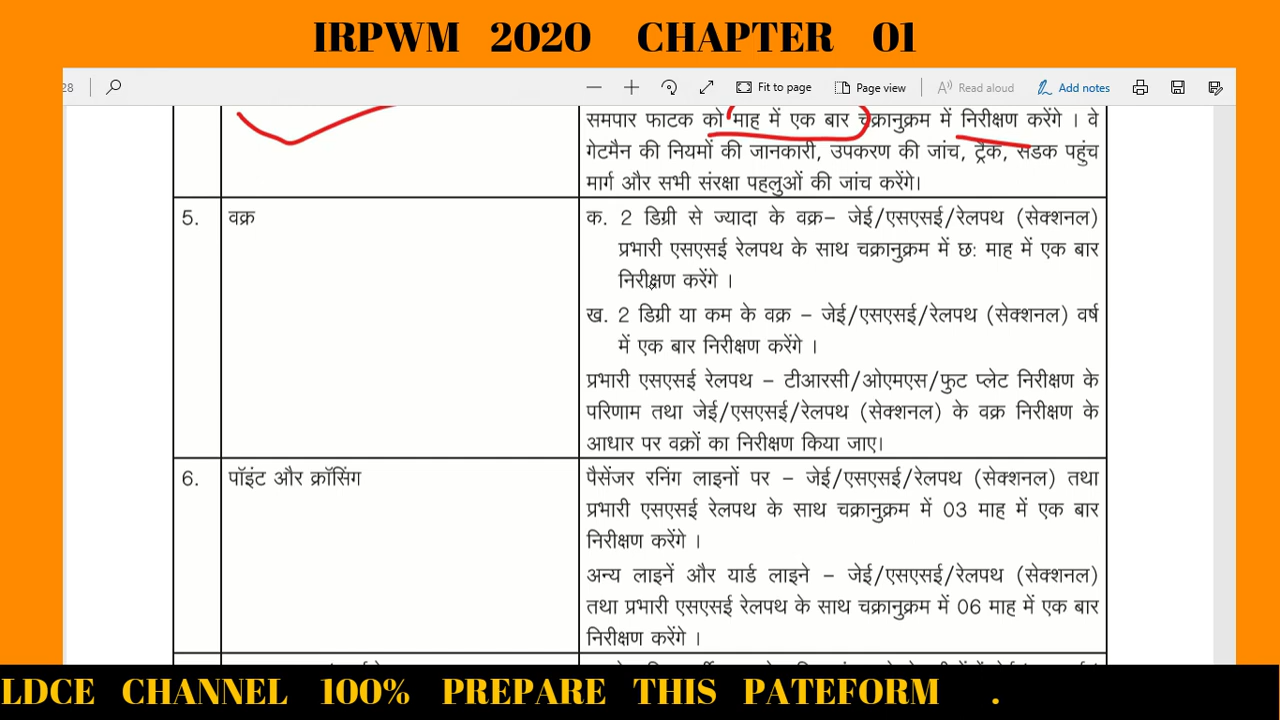 IRPWM 2020 CHAPTER 01
28
Fit to page
Page view
Read aloud
Add notes
समपार फाटक को माह में एक बार चक्रानुक्रम में निरीक्षण करेंगे । वे
गेटमैन की नियमों की जानकारी, उपकरण की जांच, ट्रैक, सडक पहुंच
मार्ग और सभी संरक्षा पहलुओं की जांच करेंगे।
5. वक्र
क. 2 डिग्री से ज्यादा के वक्र– जेई/एसएसई/रेलपथ (सेक्शनल)
प्रभारी एसएसई रेलपथ के साथ चक्रानुक्रम में छ: माह में एक बार
निरीक्षण करेंगे ।
ख. 2 डिग्री या कम के वक्र – जेई/एसएसई/रेलपथ (सेक्शनल) वर्ष
में एक बार निरीक्षण करेंगे ।
प्रभारी एसएसई रेलपथ – टीआरसी/ओएमएस/फुट प्लेट निरीक्षण के
परिणाम तथा जेई/एसएसई/रेलपथ (सेक्शनल) के वक्र निरीक्षण के
आधार पर वक्रों का निरीक्षण किया जाए।
6. पॉइंट और क्रॉसिंग
पैसेंजर रनिंग लाइनों पर – जेई/एसएसई/रेलपथ (सेक्शनल) तथा
प्रभारी एसएसई रेलपथ के साथ चक्रानुक्रम में 03 माह में एक बार
निरीक्षण करेंगे ।
अन्य लाइनें और यार्ड लाइने – जेई/एसएसई/रेलपथ (सेक्शनल)
तथा प्रभारी एसएसई रेलपथ के साथ चक्रानुक्रम में 06 माह में एक बार
निरीक्षण करेंगे ।
LDCE CHANNEL 100% PREPARE THIS PATEFORM .